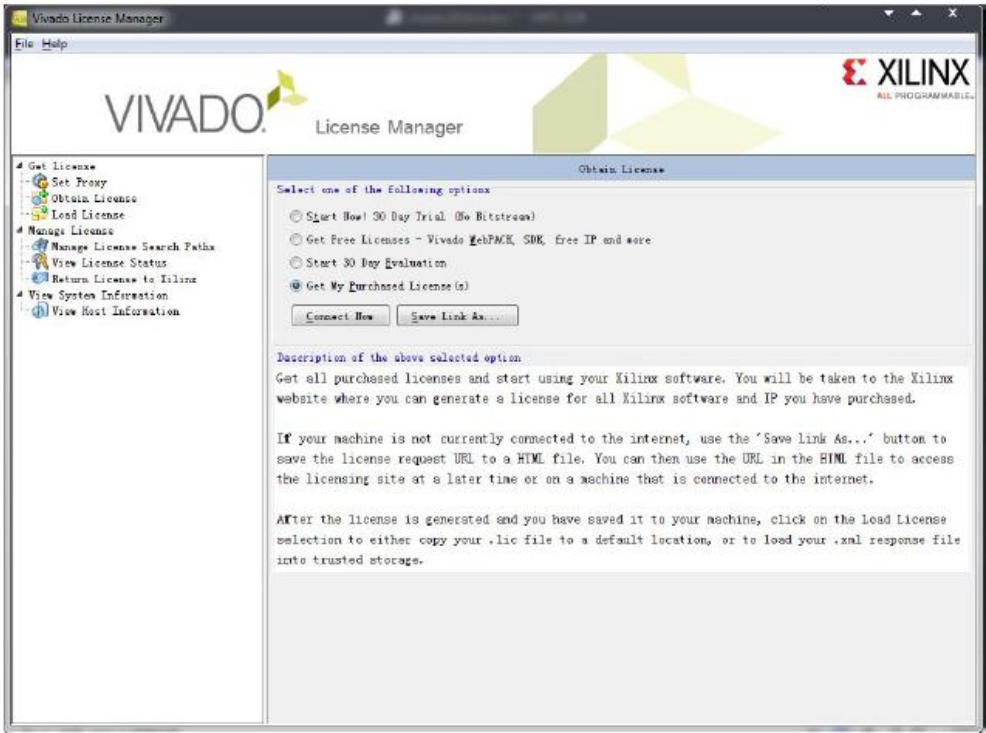 Vivado License Manager
File Help
VIVADO. License Manager
XILINX
ALL PROGRAMMABLE.
Get License
Set Proxy
Obtain License
Load License
Manage License
Manage License Search Paths
View License Status
Return License to Xilinx
View System Information
View Host Information
Obtain License
Select one of the following options
Start Now! 30 Day Trial (No Bitstream)
Get Free Licenses - Vivado WebPACK, SDK, free IP and more
Start 30 Day Evaluation
Get My Purchased License(s)
Connect Now Save Link As...
Description of the above selected option
Get all purchased licenses and start using your Xilinx software. You will be taken to the Xilinx
website where you can generate a license for all Xilinx software and IP you have purchased.
If your machine is not currently connected to the internet, use the 'Save Link As...' button to
save the license request URL to a HTML file. You can then use the URL in the HTML file to access
the licensing site at a later time or on a machine that is connected to the internet.
After the license is generated and you have saved it to your machine, click on the Load License
selection to either copy your .lic file to a default location, or to load your .xml response file
into trusted storage.